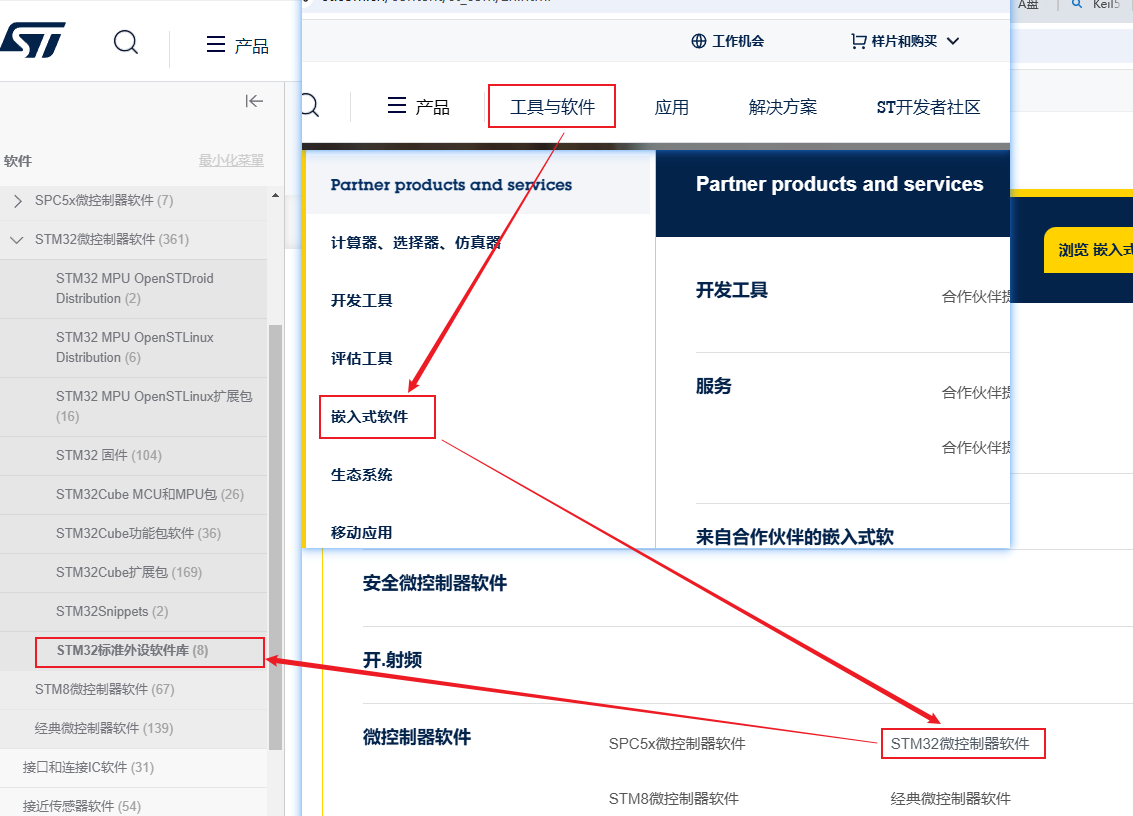 A盘
Keil5
ST
产品
工作机会
样片和购买
产品
工具与软件
应用
解决方案
ST开发者社区
软件
最小化菜單
SPC5x微控制器软件 (7)
STM32微控制器软件 (361)
STM32 MPU OpenSTDroid
Distribution (2)
STM32 MPU OpenSTLinux
Distribution (6)
STM32 MPU OpenSTLinux扩展包
(16)
STM32 固件 (104)
STM32Cube MCU和MPU包 (26)
STM32Cube功能包软件 (36)
STM32Cube扩展包 (169)
STM32Snippets (2)
STM32标准外设软件库 (8)
STM8微控制器软件 (67)
经典微控制器软件 (139)
接口和连接IC软件 (31)
接近传感器软件 (54)
Partner products and services
计算器、选择器、仿真器
开发工具
评估工具
嵌入式软件
生态系统
移动应用
Partner products and services
开发工具
合作伙伴提
服务
合作伙伴提
合作伙伴提
来自合作伙伴的嵌入式软
浏览 嵌入式
安全微控制器软件
开.射频
微控制器软件
SPC5x微控制器软件
STM32微控制器软件
STM8微控制器软件
经典微控制器软件